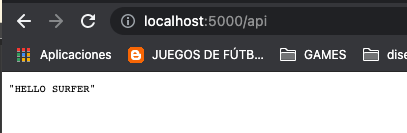 localhost:5000/api
Aplicaciones JUEGOS DE FÚTB... GAMES dise
"HELLO SURFER"